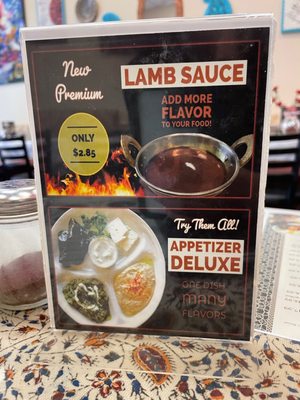 New
Premium
LAMB SAUCE
ADD MORE
FLAVOR
TO YOUR FOOD!
ONLY
$2.85
Try Them All!
APPETIZER
DELUXE
ONE DISH
MANY
FLAVORS